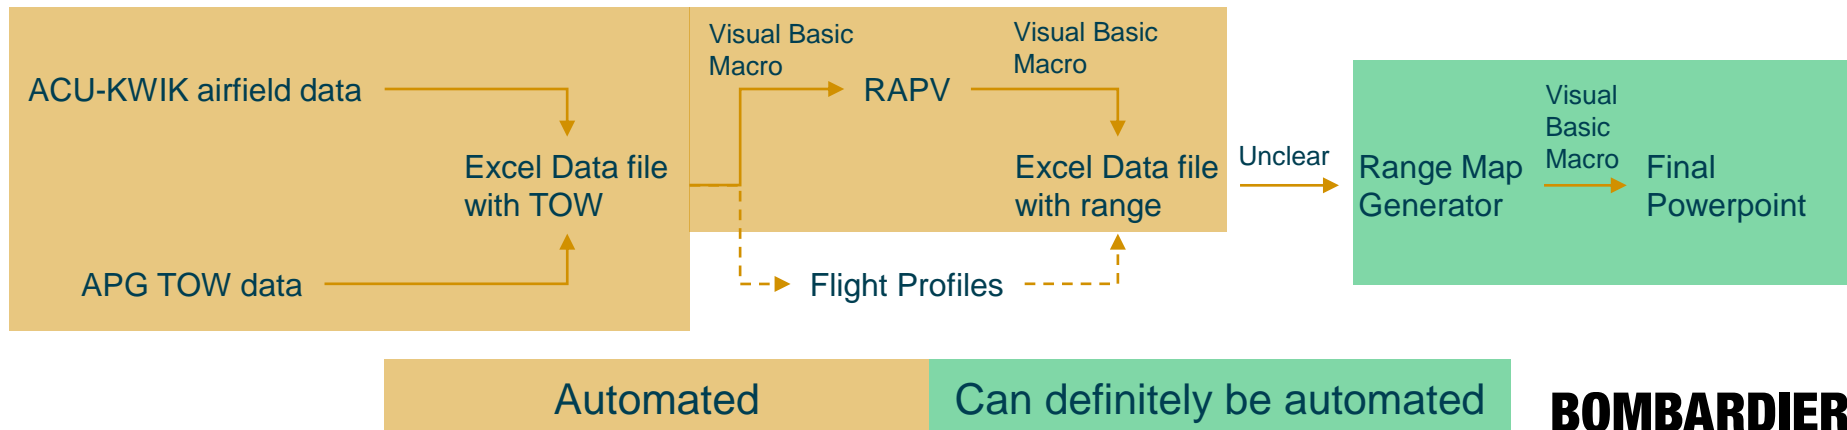 Visual Basic
Macro
Visual Basic
Macro
ACU-KWIK airfield data
RAPV
Visual
Basic
Macro
Excel Data file
with TOW
Excel Data file
with range
Unclear
Range Map
Generator
Final
Powerpoint
APG TOW data
Flight Profiles
Automated
Can definitely be automated
BOMBARDIER